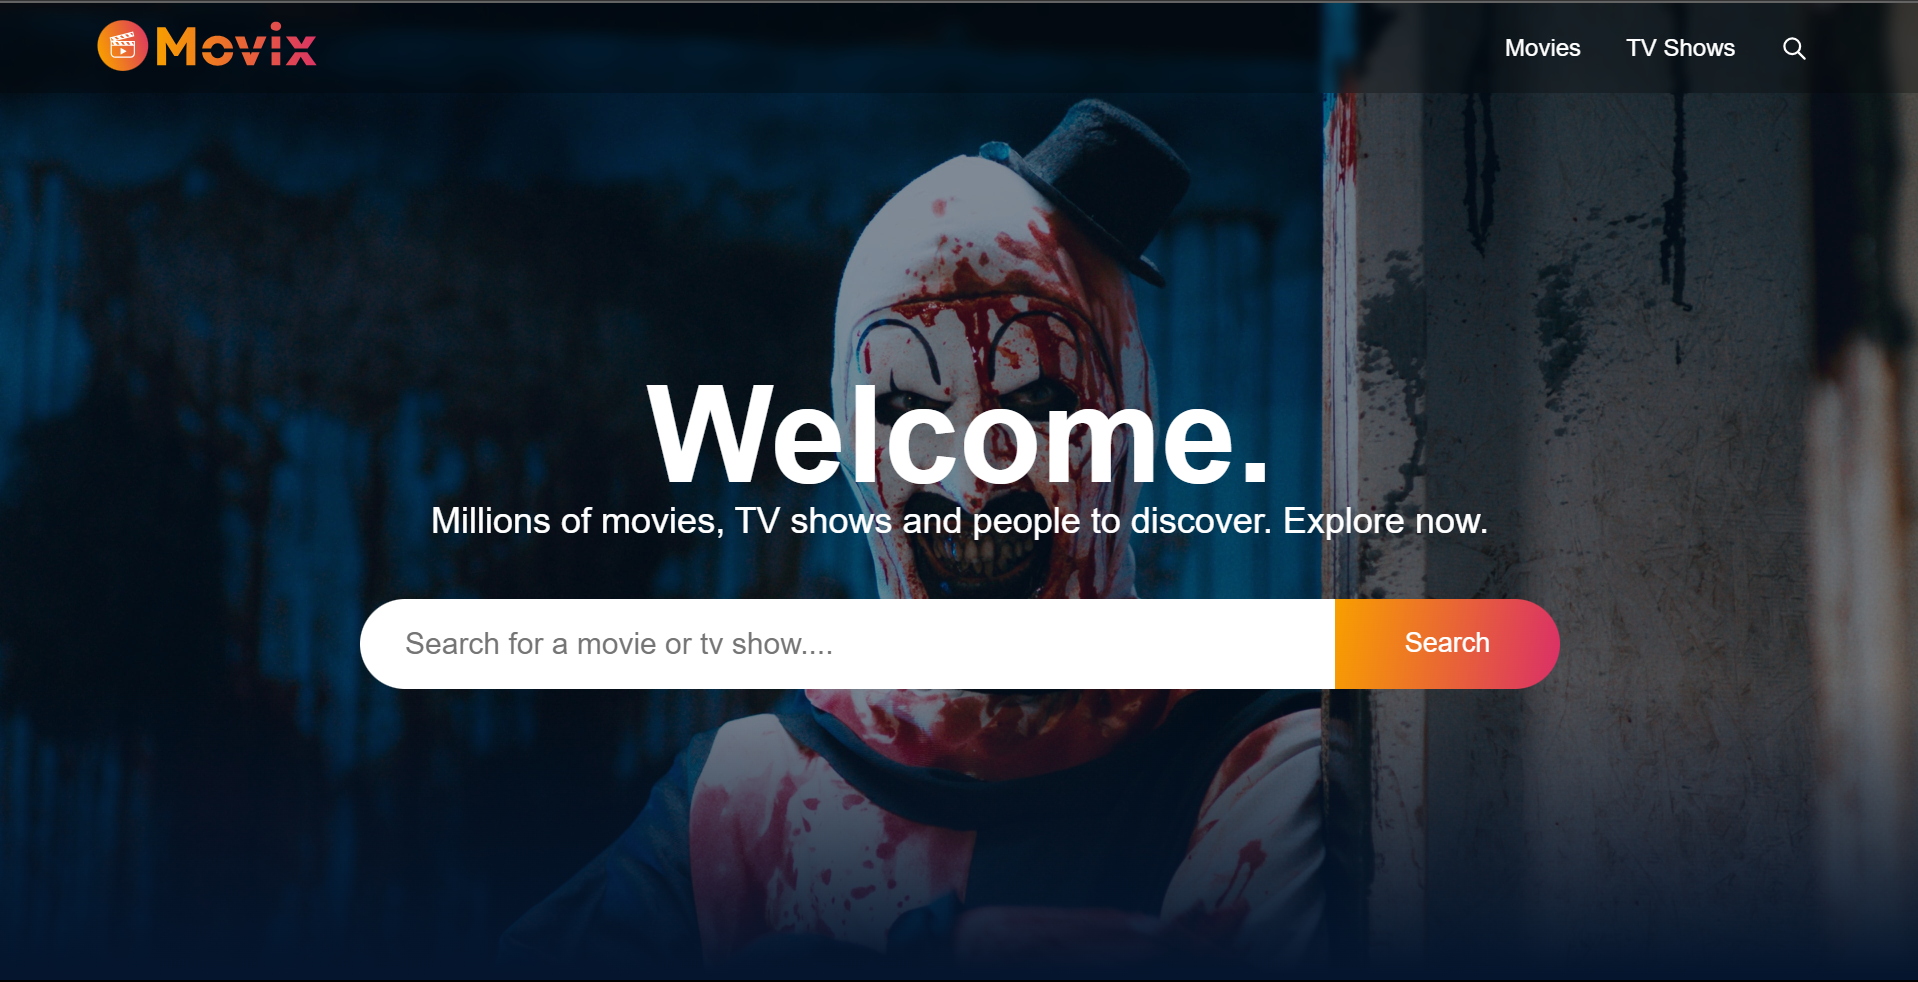 Movix
Movies TV Shows
Welcome.
Millions of movies, TV shows and people to discover. Explore now.
Search for a movie or tv show....
Search